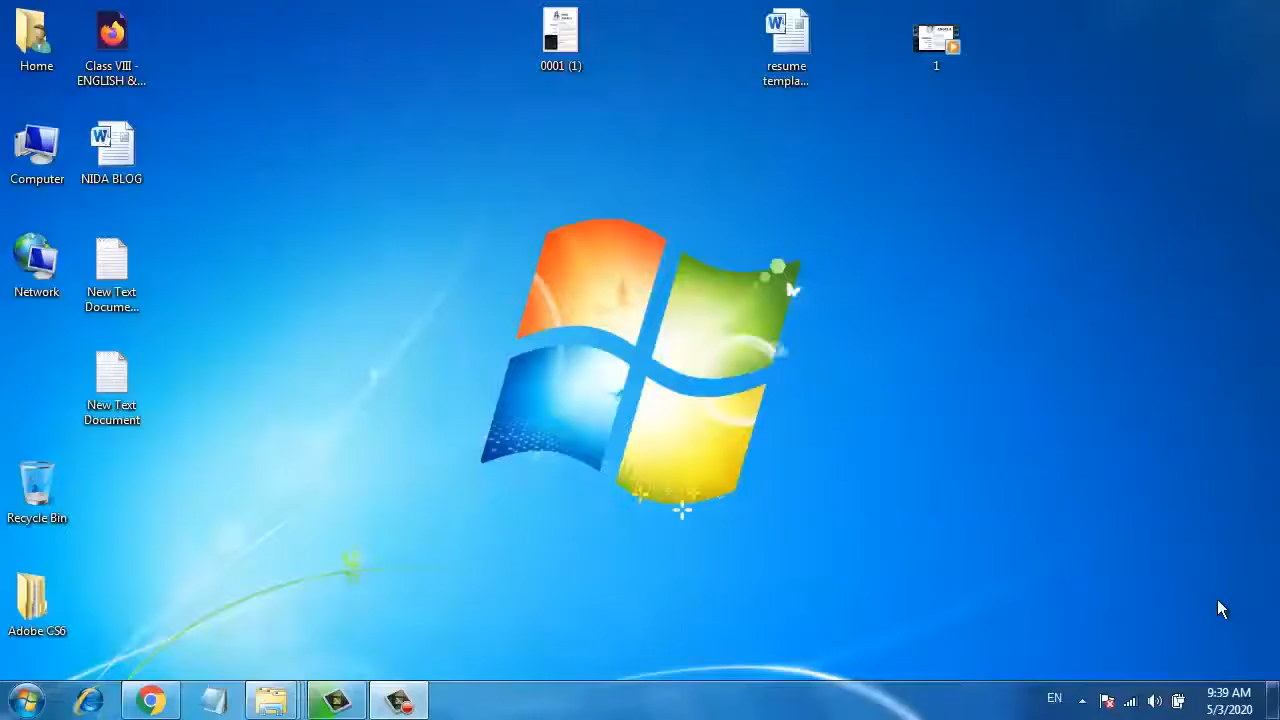 Home
Class VIII -
ENGLISH &...
0001 (1)
resume
templa...
1
Computer
NIDA BLOG
Network
New Text
Docume...
New Text
Document
Recycle Bin
Adobe CS6
EN
9:39 AM
5/3/2020